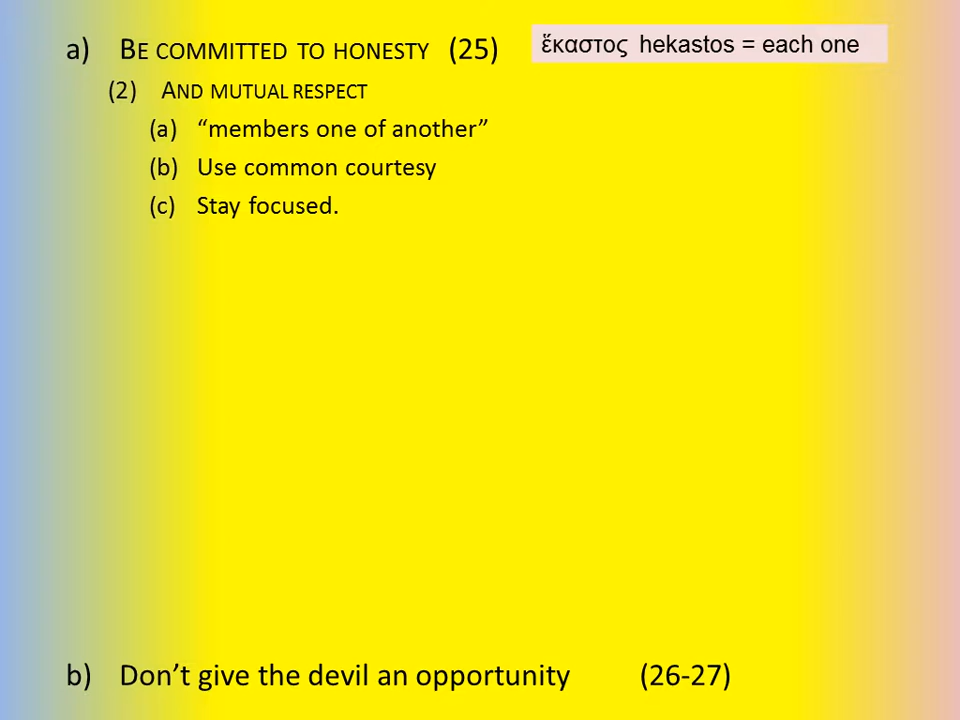 a) BE COMMITTED TO HONESTY (25)
ἕκαστος hekastos = each one
(2) AND MUTUAL RESPECT
(a) “members one of another”
(b) Use common courtesy
(c) Stay focused.
b) Don’t give the devil an opportunity (26-27)